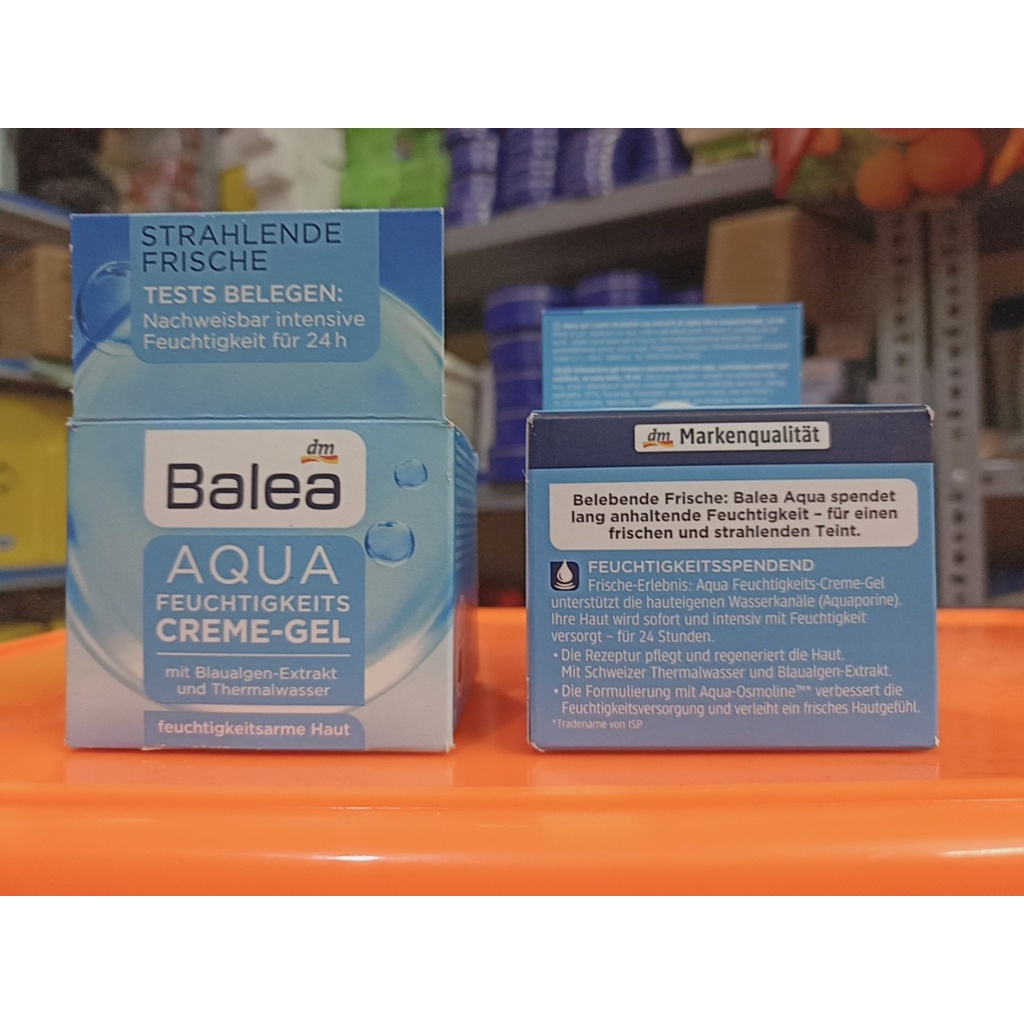 STRAHLENDE
FRISCHE
TESTS BELEGEN:
Nachweisbar intensive
Feuchtigkeit für 24 h
dm
Balea
AQUA
FEUCHTIGKEITS
CREME-GEL
mit Blaualgen-Extrakt
und Thermalwasser
feuchtigkeitsarme Haut
dm Markenqualität
Belebende Frische: Balea Aqua spendet
lang anhaltende Feuchtigkeit – für einen
frischen und strahlenden Teint.
FEUCHTIGKEITSSPENDEND
Frische-Erlebnis: Aqua Feuchtigkeits-Creme-Gel
unterstützt die hauteigenen Wasserkanäle (Aquaporine).
Ihre Haut wird sofort und intensiv mit Feuchtigkeit
versorgt – für 24 Stunden.
• Die Rezeptur pflegt und regeneriert die Haut.
Mit Schweizer Thermalwasser und Blaualgen-Extrakt.
• Die Formulierung mit Aqua-Osmoline™* verbessert die
Feuchtigkeitsversorgung und verleiht ein frisches Hautgefühl.
*Tradename von ISP